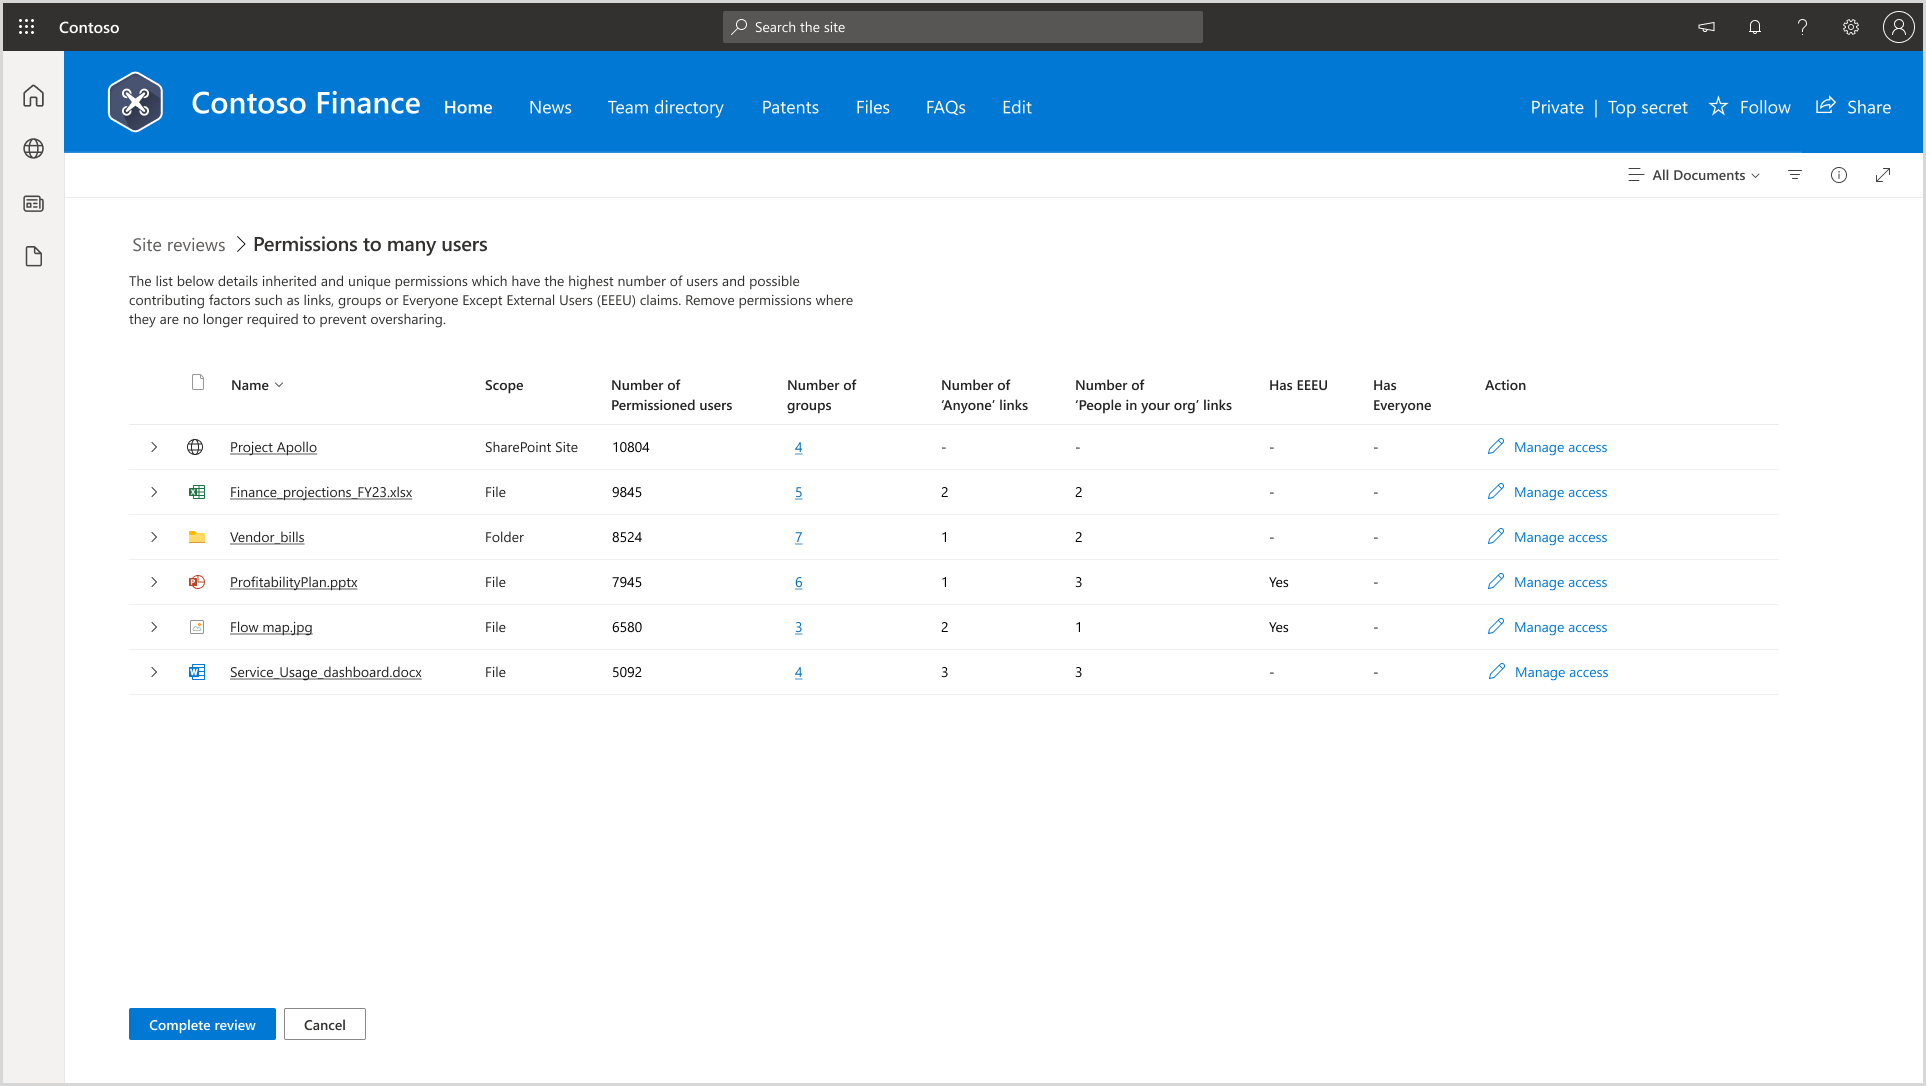 Contoso
Search the site
Contoso Finance
Home
News
Team directory
Patents
Files
FAQs
Edit
Private | Top secret
Follow
Share
All Documents
Site reviews > Permissions to many users
The list below details inherited and unique permissions which have the highest number of users and possible
contributing factors such as links, groups or Everyone Except External Users (EEEU) claims. Remove permissions where
they are no longer required to prevent oversharing.
Name
Scope
Number of
Permissioned users
Number of
groups
Number of
‘Anyone’ links
Number of
‘People in your org’ links
Has EEEU
Has
Everyone
Action
Project Apollo SharePoint Site 10804 4 - - - - Manage access
Finance_projections_FY23.xlsx File 9845 5 2 2 - - Manage access
Vendor_bills Folder 8524 7 1 2 - - Manage access
ProfitabilityPlan.pptx File 7945 6 1 3 Yes - Manage access
Flow map.jpg File 6580 3 2 1 Yes - Manage access
Service_Usage_dashboard.docx File 5092 4 3 3 - - Manage access
Complete review
Cancel